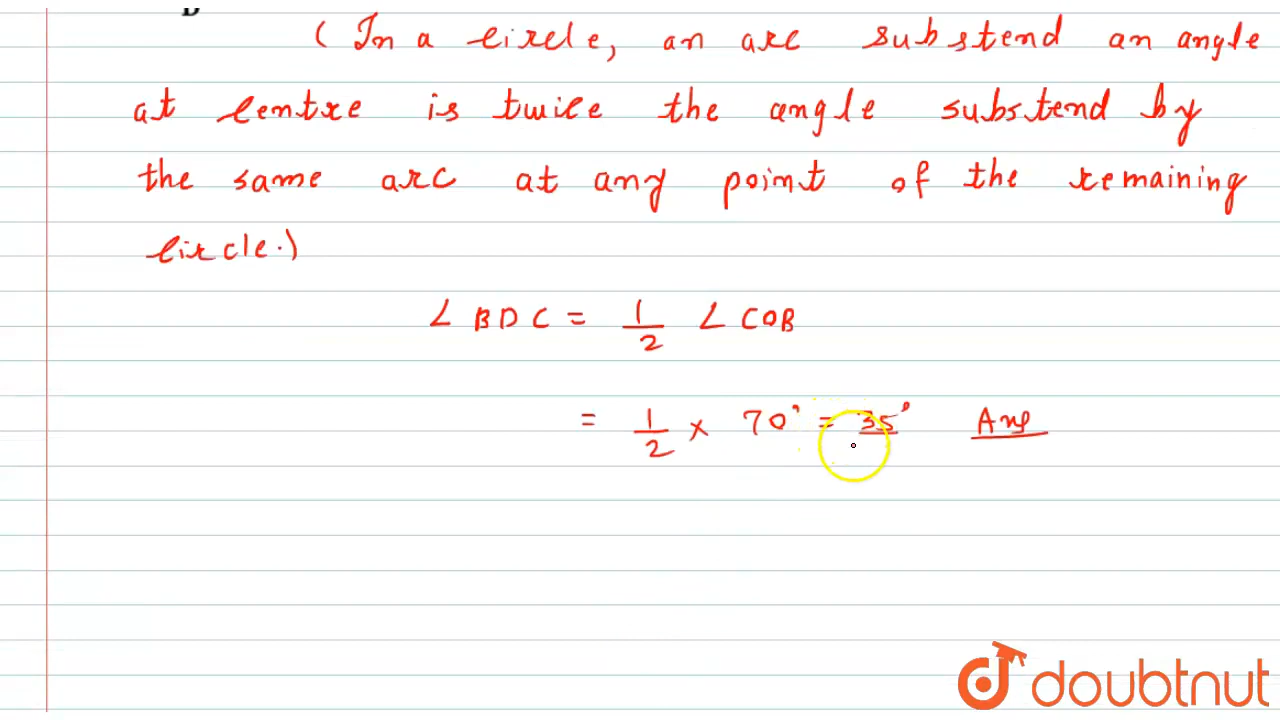 D
( In a circle, an arc substend an angle
at centre is twice the angle substend by
the same arc at any point of the remaining
circle.)
∠ BDC = 1/2 ∠ COB
= 1/2 × 70° = 35° Ans
doubtnut